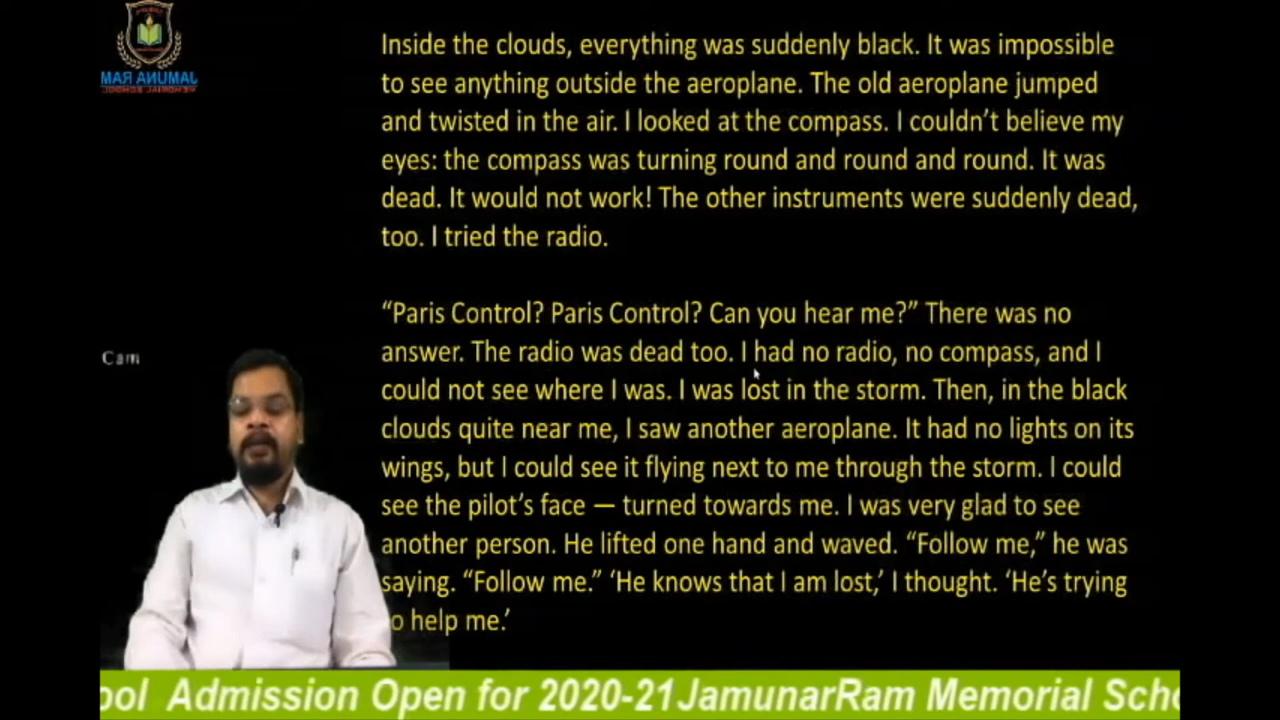 JAMUNA RAM
MEMORIAL SCHOOL
Inside the clouds, everything was suddenly black. It was impossible
to see anything outside the aeroplane. The old aeroplane jumped
and twisted in the air. I looked at the compass. I couldn't believe my
eyes: the compass was turning round and round and round. It was
dead. It would not work! The other instruments were suddenly dead,
too. I tried the radio.
“Paris Control? Paris Control? Can you hear me?” There was no
answer. The radio was dead too. I had no radio, no compass, and I
could not see where I was. I was lost in the storm. Then, in the black
clouds quite near me, I saw another aeroplane. It had no lights on its
wings, but I could see it flying next to me through the storm. I could
see the pilot's face — turned towards me. I was very glad to see
another person. He lifted one hand and waved. “Follow me,” he was
saying. “Follow me.” ‘He knows that I am lost,’ I thought. ‘He's trying
o help me.’
Cam
ool Admission Open for 2020-21JamunarRam Memorial Scho